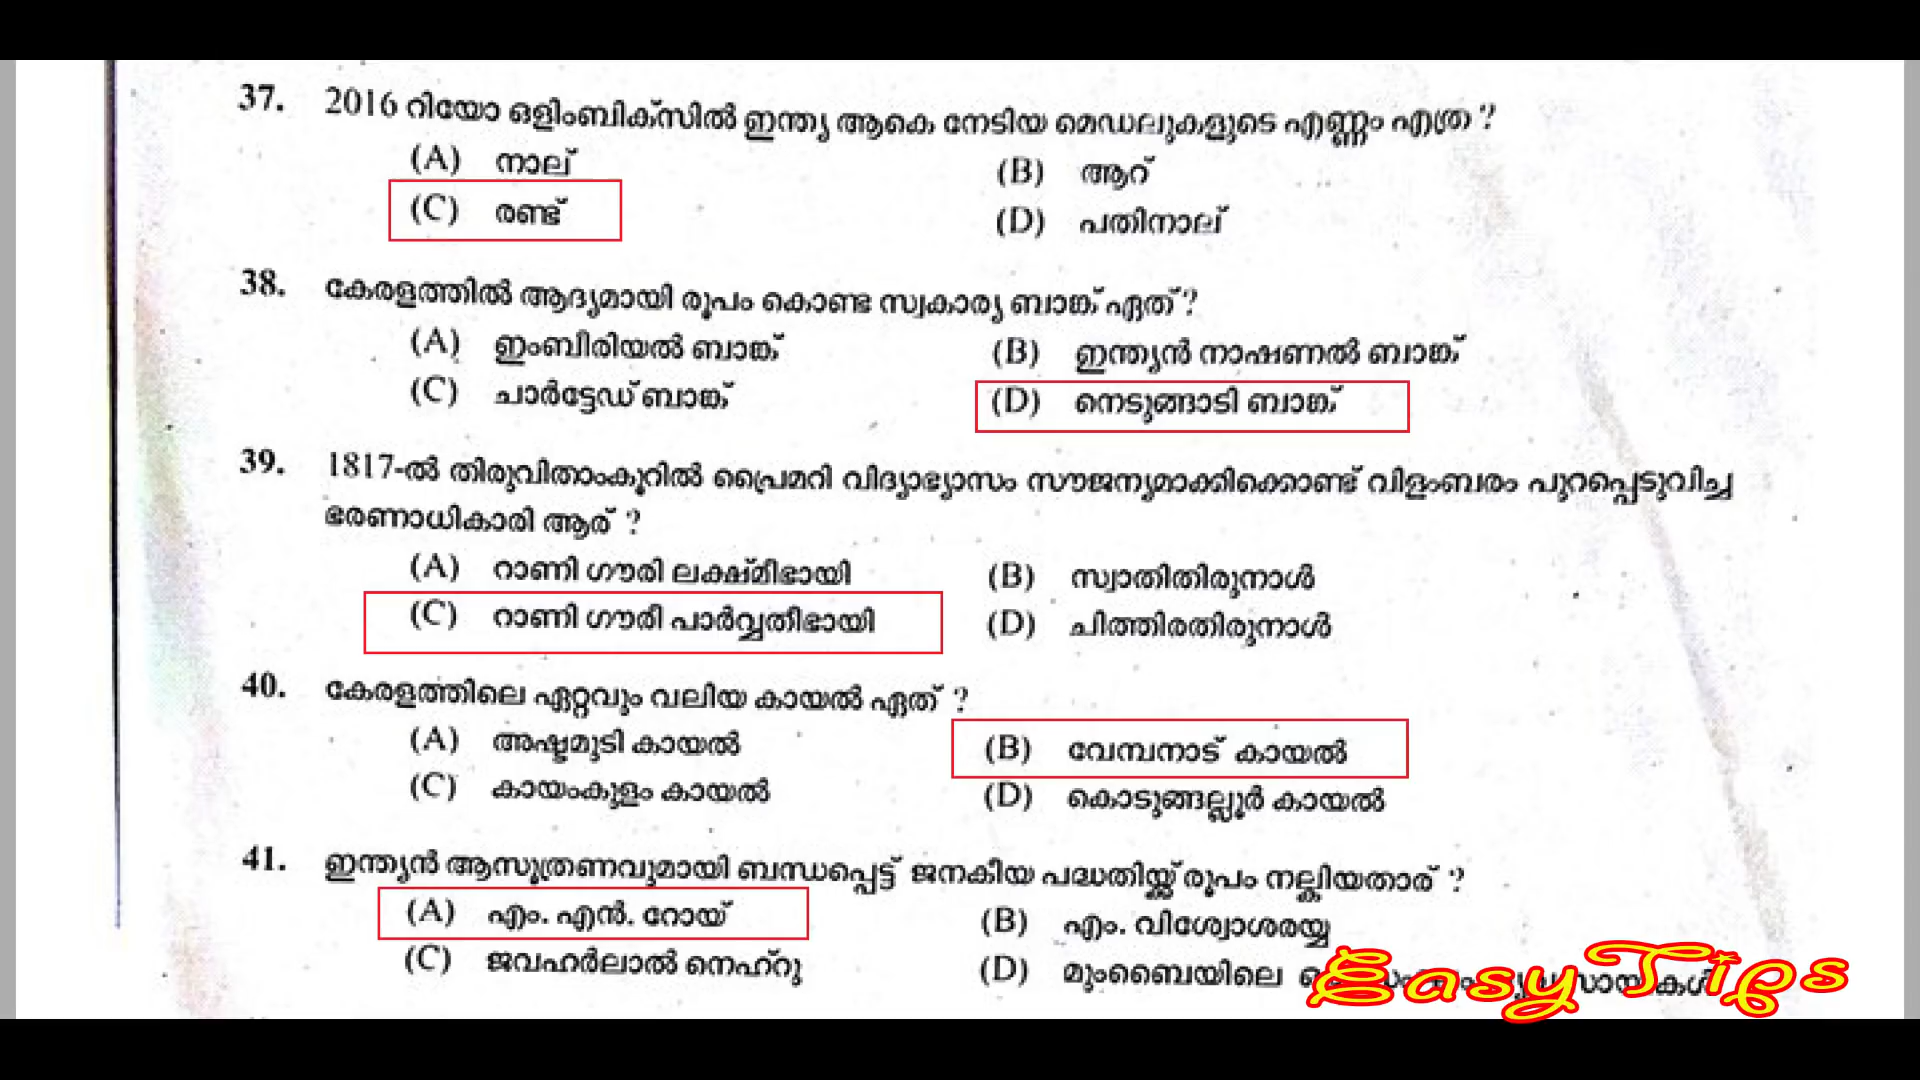 37. 2016 റിയോ ഒളിംബിക്സിൽ ഇന്ത്യ ആകെ നേടിയ മെഡലുകളുടെ എണ്ണം എത്ര ?
(A) നാല് (B) ആറ്
(C) രണ്ട് (D) പതിനാല്
38. കേരളത്തിൽ ആദ്യമായി രൂപം കൊണ്ട സ്വകാര്യ ബാങ്ക് ഏത് ?
(A) ഇംബീരിയൽ ബാങ്ക് (B) ഇന്ത്യൻ നാഷണൽ ബാങ്ക്
(C) ചാർട്ടേഡ് ബാങ്ക് (D) നെടുങ്ങാടി ബാങ്ക്
39. 1817-ൽ തിരുവിതാംകൂറിൽ പ്രൈമറി വിദ്യാഭ്യാസം സൗജന്യമാക്കിക്കൊണ്ട് വിളംബരം പുറപ്പെടുവിച്ച
ഭരണാധികാരി ആര് ?
(A) റാണി ഗൗരി ലക്ഷ്മീഭായി (B) സ്വാതിതിരുനാൾ
(C) റാണി ഗൗരീ പാർവ്വതീഭായി (D) ചിത്തിരതിരുനാൾ
40. കേരളത്തിലെ ഏറ്റവും വലിയ കായൽ ഏത് ?
(A) അഷ്ടമുടി കായൽ (B) വേമ്പനാട് കായൽ
(C) കായംകുളം കായൽ (D) കൊടുങ്ങല്ലൂർ കായൽ
41. ഇന്ത്യൻ ആസൂത്രണവുമായി ബന്ധപ്പെട്ട് ജനകീയ പദ്ധതിയ്ക്ക് രൂപം നല്കിയതാര് ?
(A) എം. എൻ. റോയ് (B) എം. വിശ്വോശരയ്യ
(C) ജവഹർലാൽ നെഹ്റു (D) മുംബൈയിലെ
EasyTips